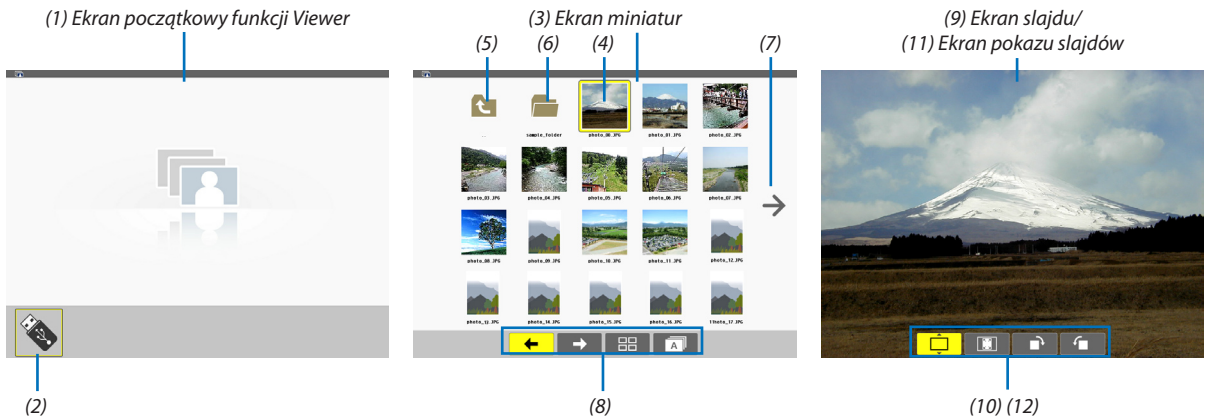 (1) Ekran początkowy funkcji Viewer
(2)
(3) Ekran miniatur
(5) (6) (4) (7)
...
sample_folder photo_00.JPG photo_01.JPG photo_02.JPG
photo_03.JPG photo_04.JPG photo_05.JPG photo_06.JPG photo_07.JPG
photo_08.JPG photo_09.JPG photo_10.JPG photo_11.JPG photo_12.JPG
photo_13.JPG photo_14.JPG photo_15.JPG photo_16.JPG
A
(8)
(9) Ekran slajdu/
(11) Ekran pokazu slajdów
(10) (12)